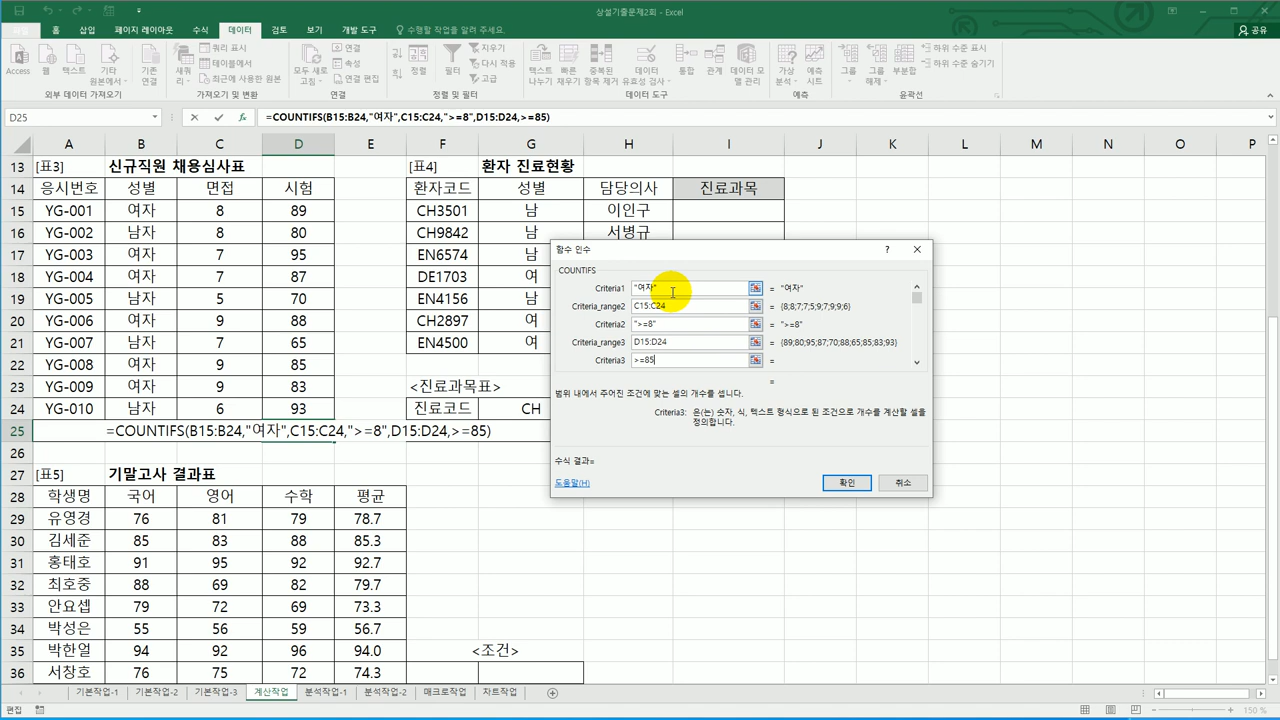 상설기출문제2회 - Excel
홈 삽입 페이지 레이아웃 수식 데이터 검토 보기 개발 도구 수행할 작업을 알려 주세요. 공유
Access 웹 텍스트 기타 원본에서 기존 연결 새 쿼리 쿼리 표시 테이블에서 최근에 사용한 원본 모두 새로 고침 연결 속성 연결 편집 정렬 필터 지우기 다시 적용 고급 텍스트 나누기 빠른 채우기 중복된 항목 제거 데이터 유효성 검사 통합 관계 데이터 모델 관리 가상 분석 예측 시트 그룹 그룹 해제 부분합 하위 수준 표시 하위 수준 숨기기
외부 데이터 가져오기 가져오기 및 변환 연결 정렬 및 필터 데이터 도구 예측 윤곽선
D25 fx =COUNTIFS(B15:B24,"여자",C15:C24,">=8",D15:D24,>=85)
A B C D E F G H I J K L M N O P
13 [표3] 신규직원 채용심사표 [표4] 환자 진료현황
14 응시번호 성별 면접 시험 환자코드 성별 담당의사 진료과목
15 YG-001 여자 8 89 CH3501 남 이인구
16 YG-002 남자 8 80 CH9842 남 서병규
17 YG-003 여자 7 95 EN6574 남
18 YG-004 여자 7 87 DE1703 여
19 YG-005 남자 5 70 EN4156 남
20 YG-006 여자 9 88 CH2897 여
21 YG-007 남자 7 65 EN4500 여
22 YG-008 여자 9 85
23 YG-009 여자 9 83 <진료과목표>
24 YG-010 남자 6 93 진료코드 CH
25 =COUNTIFS(B15:B24,"여자",C15:C24,">=8",D15:D24,>=85)
26
27 [표5] 기말고사 결과표
28 학생명 국어 영어 수학 평균
29 유영경 76 81 79 78.7
30 김세준 85 83 88 85.3
31 홍태호 91 95 92 92.7
32 최호중 88 69 82 79.7
33 안요셉 79 72 69 73.3
34 박성은 55 56 59 56.7
35 박한얼 94 92 96 94.0 <조건>
36 서창호 76 75 72 74.3
함수 인수 ?
COUNTIFS
Criteria1 "여자" = "여자"
Criteria_range2 C15:C24 = {8;8;7;7;5;9;7;9;9;6}
Criteria2 ">=8" = ">=8"
Criteria_range3 D15:D24 = {89;80;95;87;70;88;65;85;83;93}
Criteria3 >=85 =
=
범위 내에서 주어진 조건에 맞는 셀의 개수를 셉니다.
Criteria3: 은(는) 숫자, 식, 텍스트 형식으로 된 조건으로 개수를 계산할 셀을
정의합니다.
수식 결과=
도움말(H) 확인 취소
기본작업-1 기본작업-2 기본작업-3 계산작업 분석작업-1 분석작업-2 매크로작업 차트작업
편집 150 %